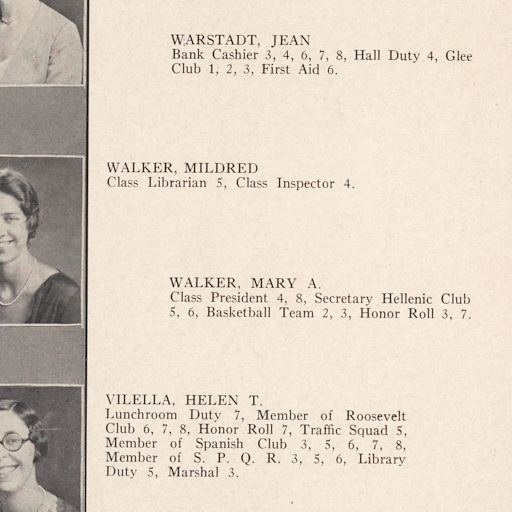 WARSTADT, JEAN
Bank Cashier 3, 4, 6, 7, 8, Hall Duty 4, Glee
Club 1, 2, 3, First Aid 6.
WALKER, MILDRED
Class Librarian 5, Class Inspector 4.
WALKER, MARY A.
Class President 4, 8, Secretary Hellenic Club
5, 6, Basketball Team 2, 3, Honor Roll 3, 7.
VILELLA, HELEN T.
Lunchroom Duty 7, Member of Roosevelt
Club 6, 7, 8, Honor Roll 7, Traffic Squad 5,
Member of Spanish Club 3, 5, 6, 7, 8,
Member of S. P. Q. R. 3, 5, 6, Library
Duty 5, Marshal 3.